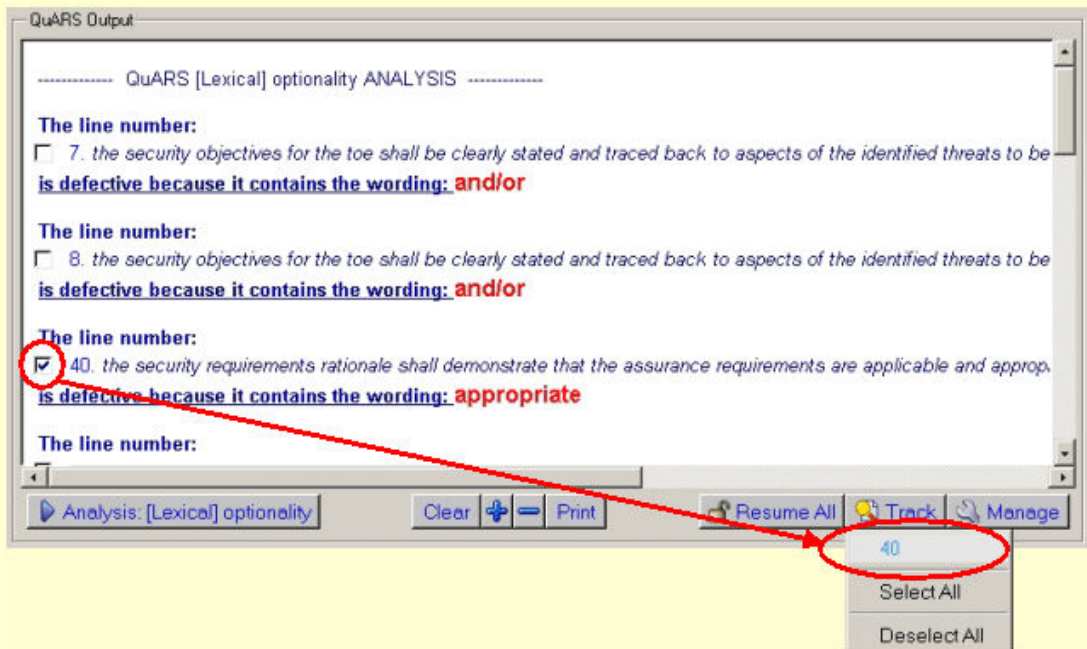 QuARS Output
------------- QuARS [Lexical] optionality ANALYSIS -------------
The line number:
7. the security objectives for the toe shall be clearly stated and traced back to aspects of the identified threats to be
is defective because it contains the wording: and/or
The line number:
8. the security objectives for the toe shall be clearly stated and traced back to aspects of the identified threats to be
is defective because it contains the wording: and/or
The line number:
40. the security requirements rationale shall demonstrate that the assurance requirements are applicable and approp
is defective because it contains the wording: appropriate
The line number:
Analysis: [Lexical] optionality Clear Print Resume All Track Manage
40
Select All
Deselect All